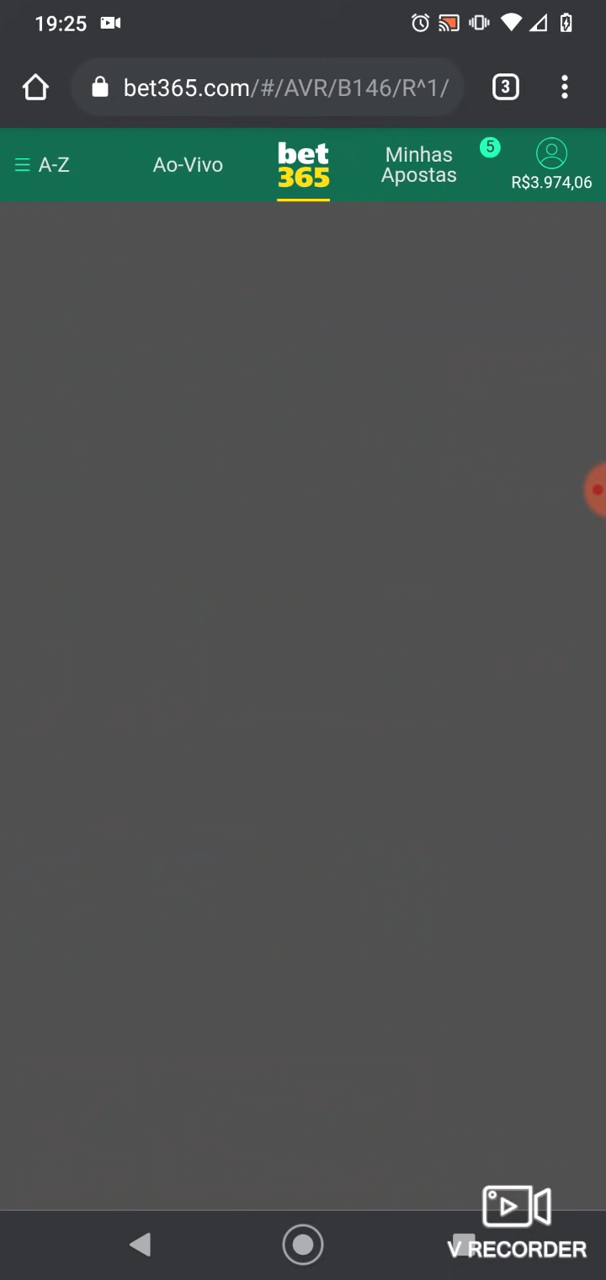 19:25
bet365.com/#/AVR/B146/R^1/
3
A-Z
Ao-Vivo
bet
365
Minhas
Apostas
5
R$3.974,06
V RECORDER